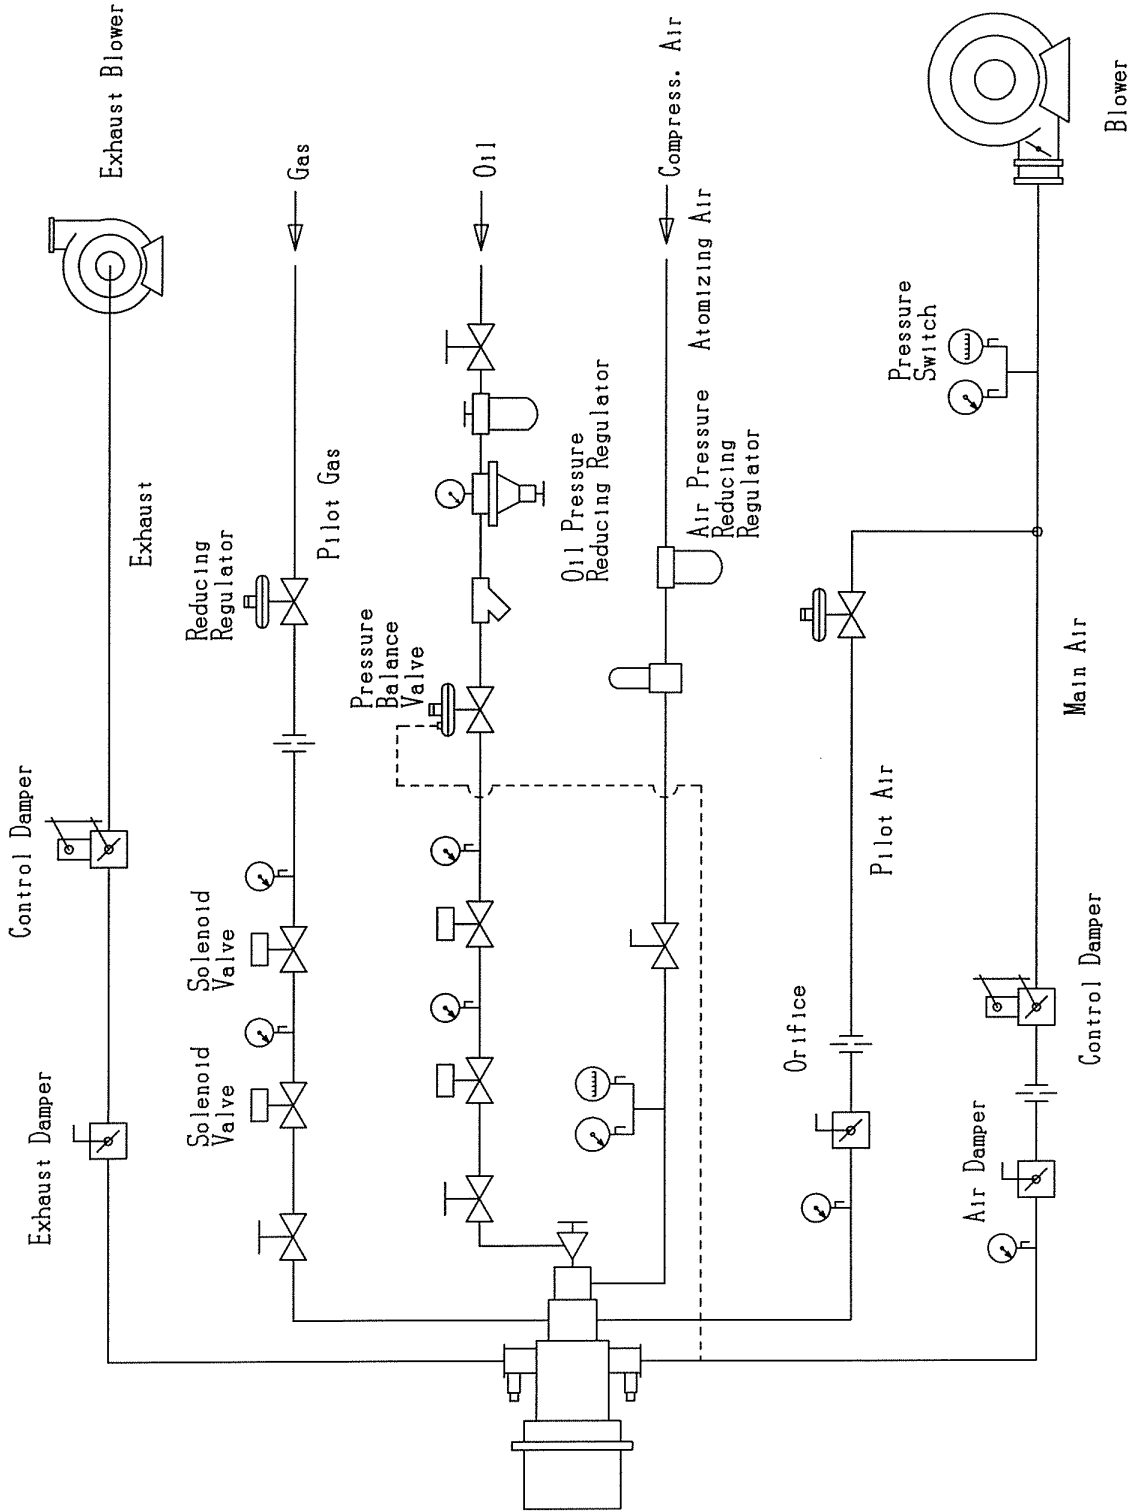 Exhaust Blower
Exhaust
Control Damper
Exhaust Damper
Gas
Pilot Gas
Reducing
Regulator
Solenoid
Valve
Solenoid
Valve
Oil
Oil Pressure
Reducing Regulator
Pressure
Balance
Valve
Compress. Air
Atomizing Air
Air Pressure
Reducing
Regulator
Pilot Air
Orifice
Blower
Pressure
Switch
Main Air
Control Damper
Air Damper